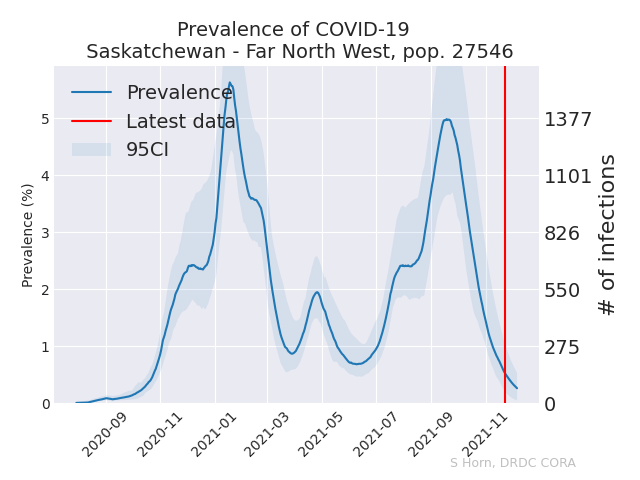 Prevalence of COVID-19
Saskatchewan - Far North West, pop. 27546
Prevalence
Latest data
95CI
Prevalence (%)
5
4
3
2
1
0
1377
1101
826
550
275
0
# of infections
2020-09
2020-11
2021-01
2021-03
2021-05
2021-07
2021-09
2021-11
S Horn, DRDC CORA